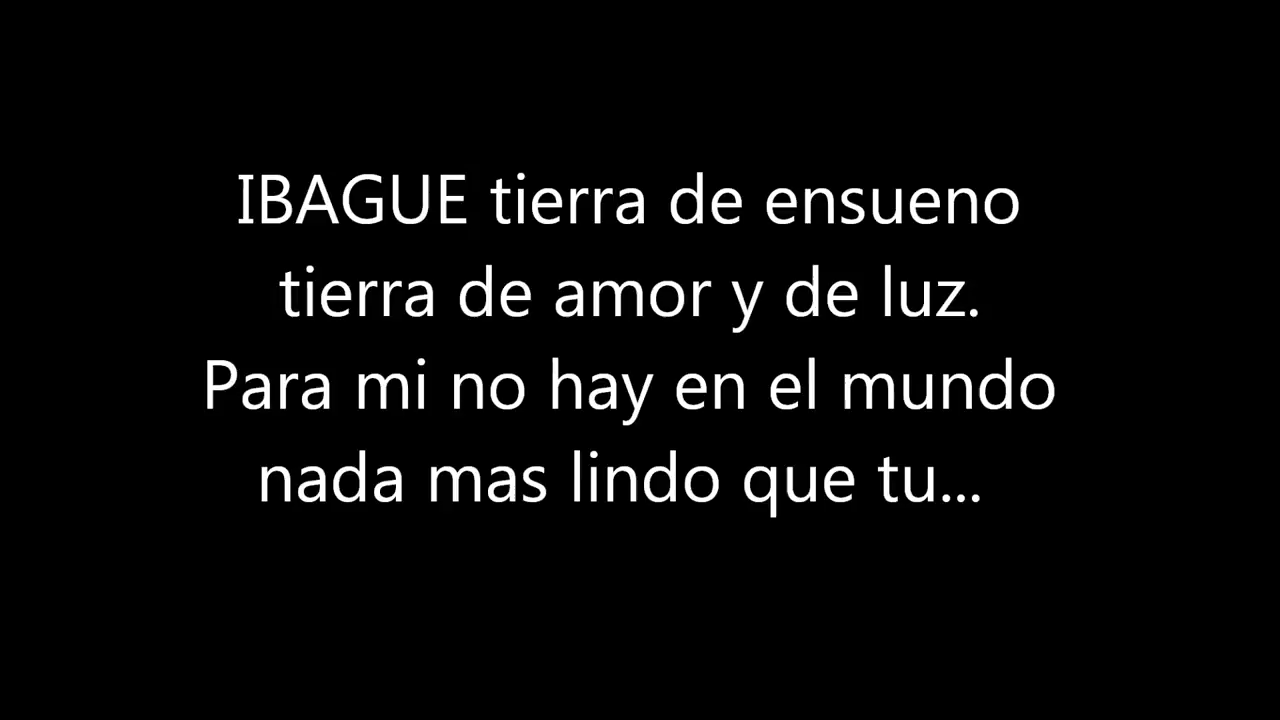 IBAGUE tierra de ensueno
tierra de amor y de luz.
Para mi no hay en el mundo
nada mas lindo que tu...